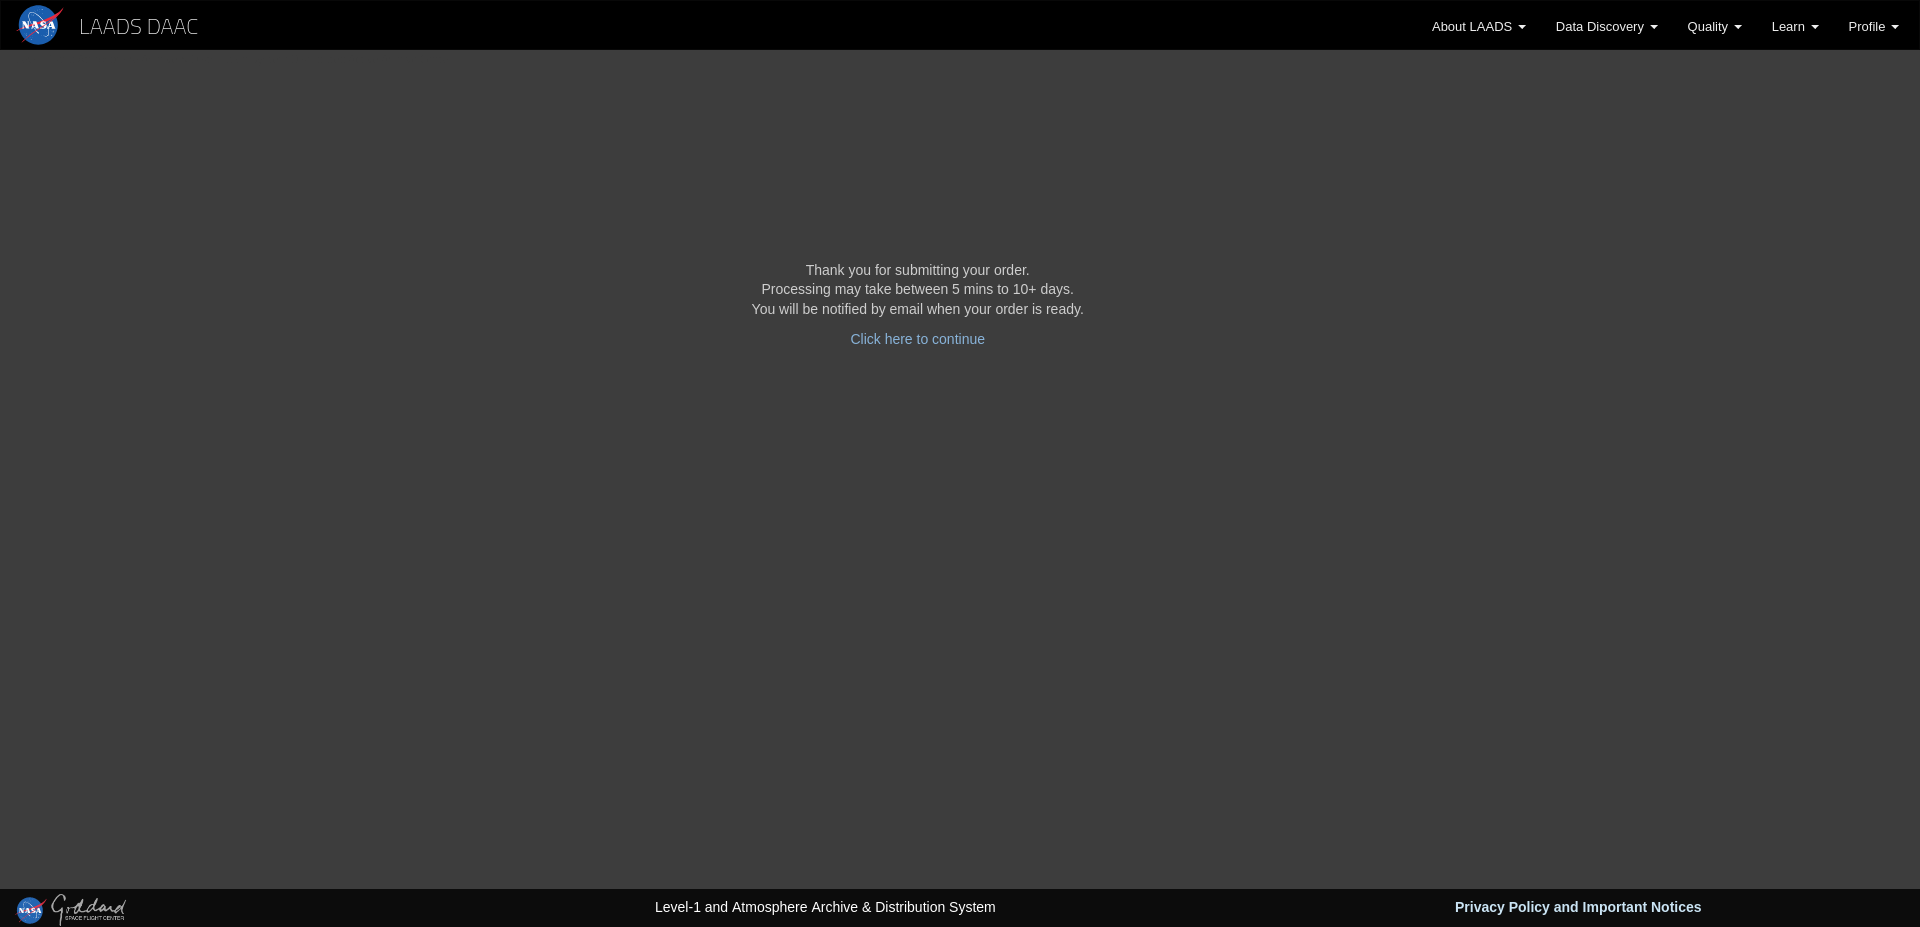 NASA LAADS DAAC About LAADS Data Discovery Quality Learn Profile
Thank you for submitting your order.
Processing may take between 5 mins to 10+ days.
You will be notified by email when your order is ready.
Click here to continue
NASA Goddard SPACE FLIGHT CENTER Level-1 and Atmosphere Archive & Distribution System Privacy Policy and Important Notices